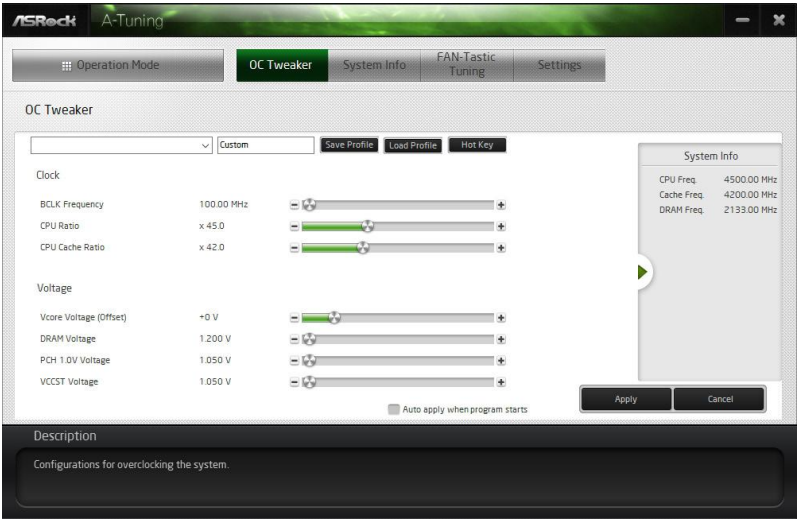 ASRock A-Tuning
Operation Mode
OC Tweaker
System Info
FAN-Tastic
Tuning
Settings
OC Tweaker
Custom
Save Profile
Load Profile
Hot Key
Clock
BCLK Frequency 100.00 MHz
CPU Ratio x 45.0
CPU Cache Ratio x 42.0
Voltage
Vcore Voltage (Offset) +0 V
DRAM Voltage 1.200 V
PCH 1.0V Voltage 1.050 V
VCCST Voltage 1.050 V
Auto apply when program starts
System Info
CPU Freq. 4500.00 MHz
Cache Freq. 4200.00 MHz
DRAM Freq. 2133.00 MHz
Apply
Cancel
Description
Configurations for overclocking the system.